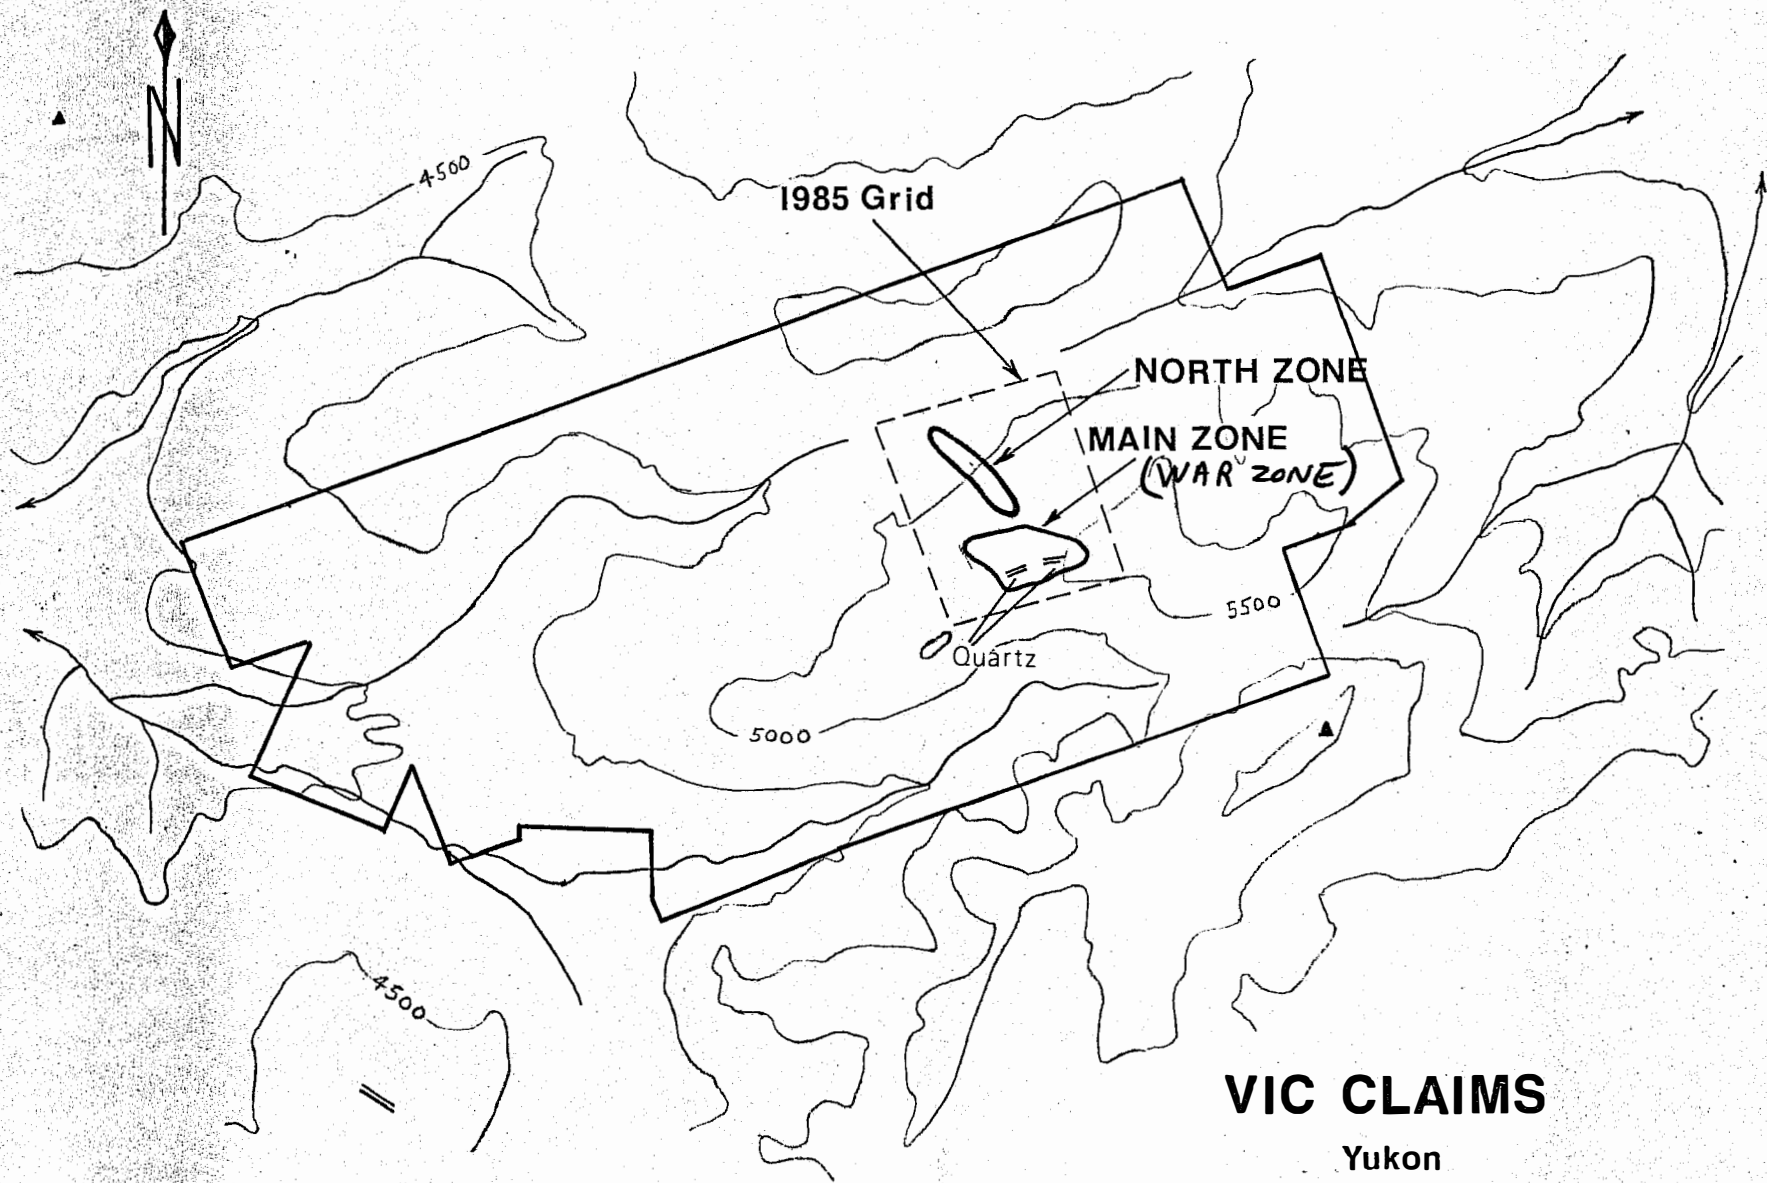 N
4500
1985 Grid
NORTH ZONE
MAIN ZONE
(WAR ZONE)
5500
Quartz
5000
4500
VIC CLAIMS
Yukon